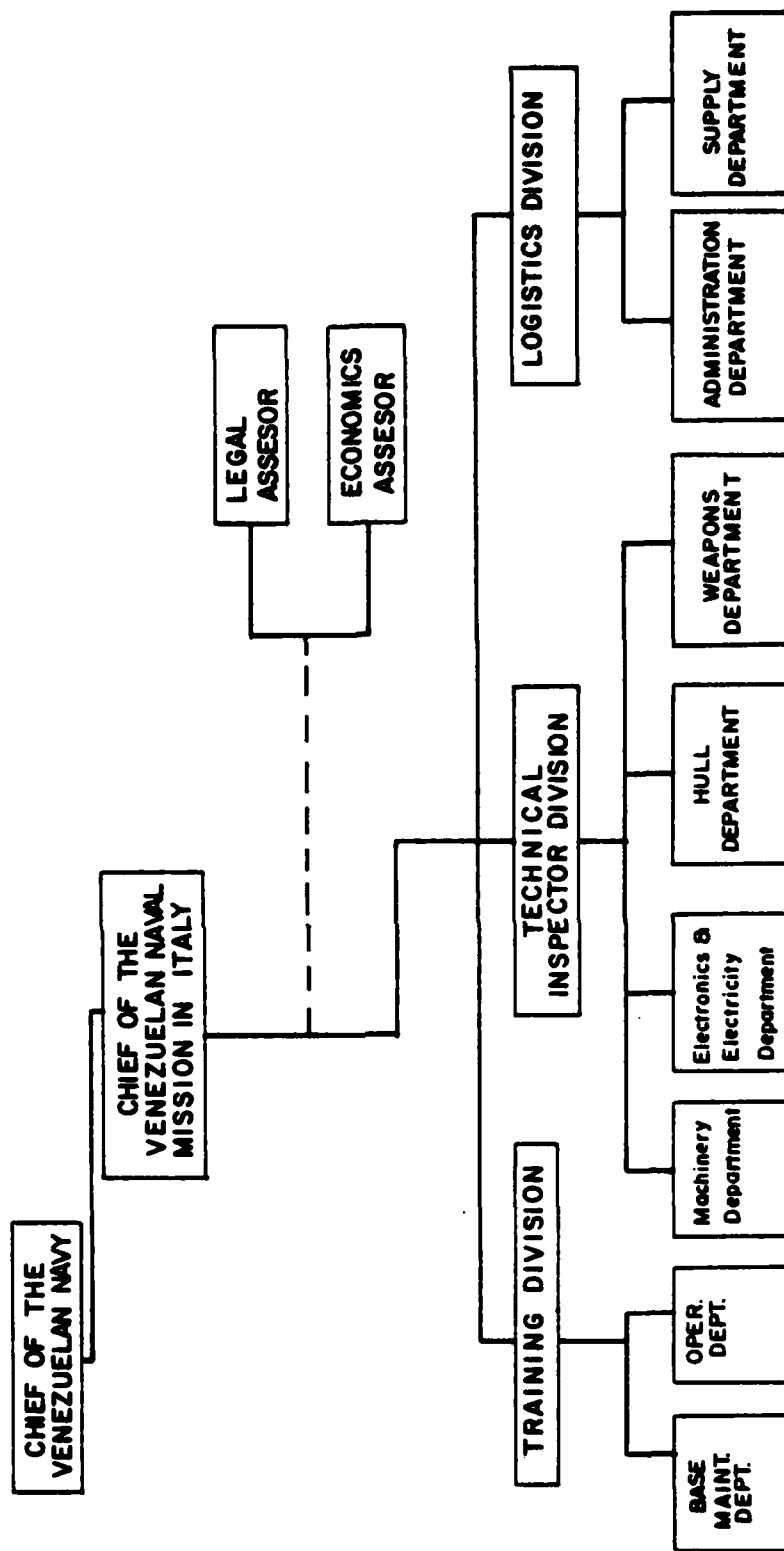 CHIEF OF THE
VENEZUELAN NAVY
CHIEF OF THE
VENEZUELAN NAVAL
MISSION IN ITALY
LEGAL
ASSESOR
ECONOMICS
ASSESOR
TRAINING DIVISION
TECHNICAL
INSPECTOR DIVISION
LOGISTICS DIVISION
BASE
MAINT.
DEPT.
OPER.
DEPT.
Machinery
Department
Electronics &
Electricity
Department
HULL
DEPARTMENT
WEAPONS
DEPARTMENT
ADMINISTRATION
DEPARTMENT
SUPPLY
DEPARTMENT